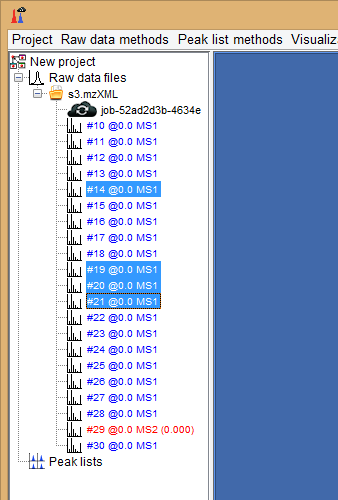 Project Raw data methods Peak list methods Visualiz
New project
Raw data files
s3.mzXML
job-52ad2d3b-4634e
#10 @0.0 MS1
#11 @0.0 MS1
#12 @0.0 MS1
#13 @0.0 MS1
#14 @0.0 MS1
#15 @0.0 MS1
#16 @0.0 MS1
#17 @0.0 MS1
#18 @0.0 MS1
#19 @0.0 MS1
#20 @0.0 MS1
#21 @0.0 MS1
#22 @0.0 MS1
#23 @0.0 MS1
#24 @0.0 MS1
#25 @0.0 MS1
#26 @0.0 MS1
#27 @0.0 MS1
#28 @0.0 MS1
#29 @0.0 MS2 (0.000)
#30 @0.0 MS1
Peak lists